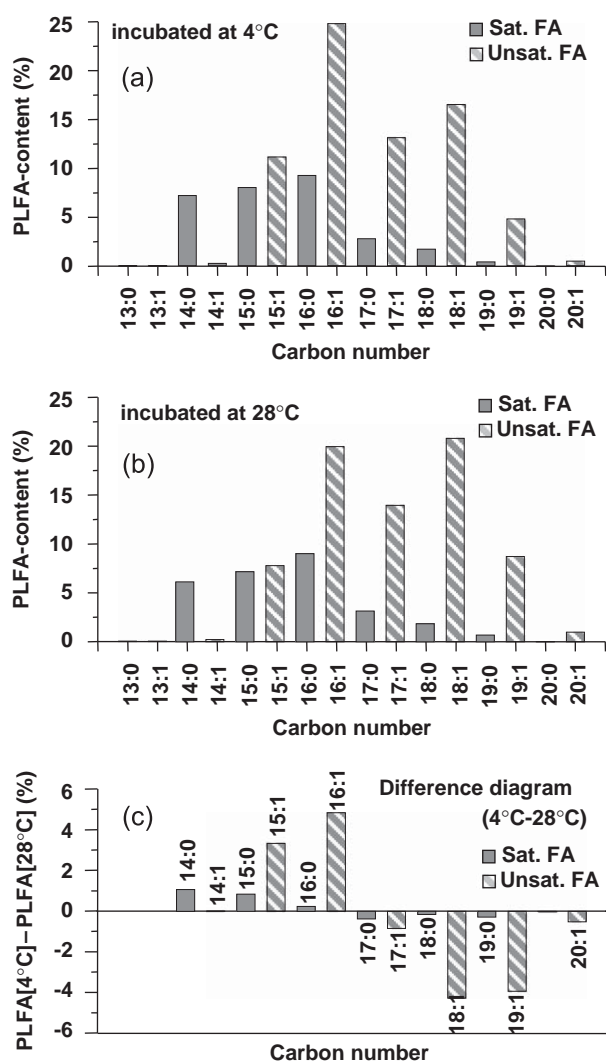 incubated at 4°C
(a)
Sat. FA
Unsat. FA
PLFA-content (%)
25
20
15
10
5
0
13:0 13:1 14:0 14:1 15:0 15:1 16:0 16:1 17:0 17:1 18:0 18:1 19:0 19:1 20:0 20:1
Carbon number
incubated at 28°C
(b)
Sat. FA
Unsat. FA
PLFA-content (%)
25
20
15
10
5
0
13:0 13:1 14:0 14:1 15:0 15:1 16:0 16:1 17:0 17:1 18:0 18:1 19:0 19:1 20:0 20:1
Carbon number
(c)
Difference diagram
(4°C-28°C)
Sat. FA
Unsat. FA
PLFA[4°C]–PLFA[28°C] (%)
6
4
2
0
-2
-4
-6
14:0 14:1 15:0 15:1 16:0 16:1 17:0 17:1 18:0 18:1 19:0 19:1 20:1
Carbon number